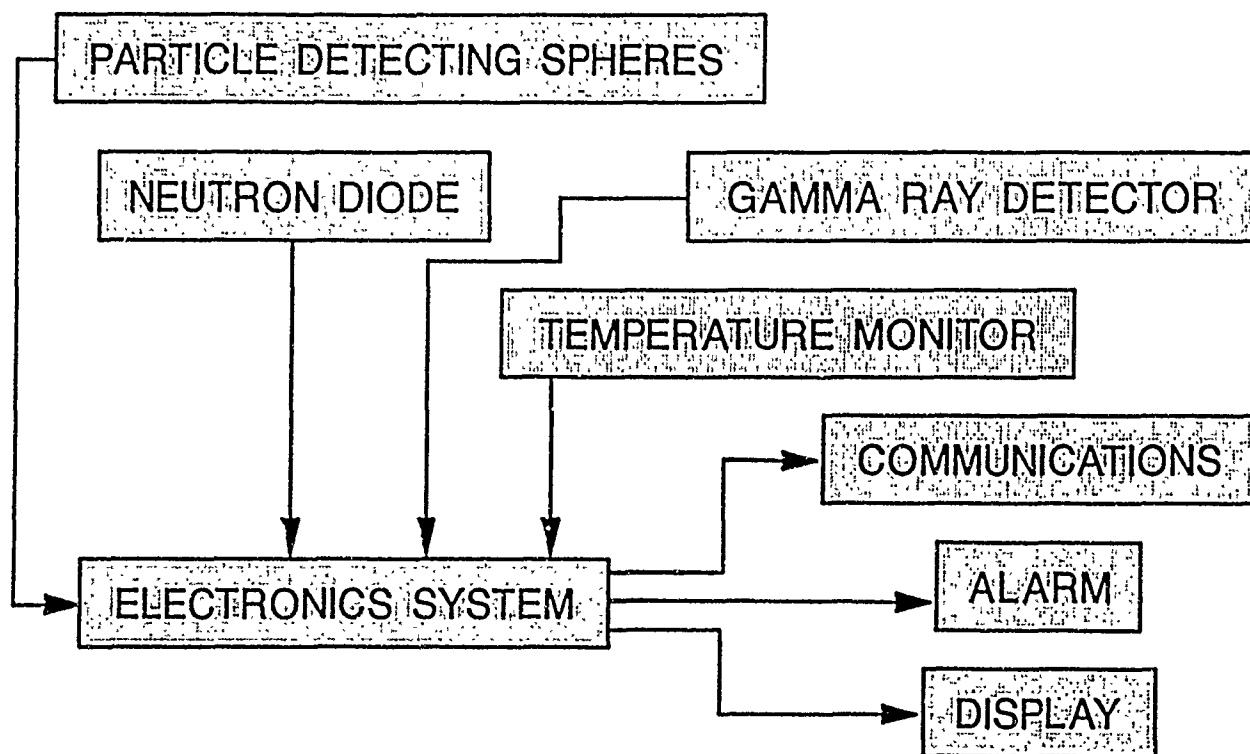 PARTICLE DETECTING SPHERES
NEUTRON DIODE
GAMMA RAY DETECTOR
TEMPERATURE MONITOR
COMMUNICATIONS
ELECTRONICS SYSTEM
ALARM
DISPLAY